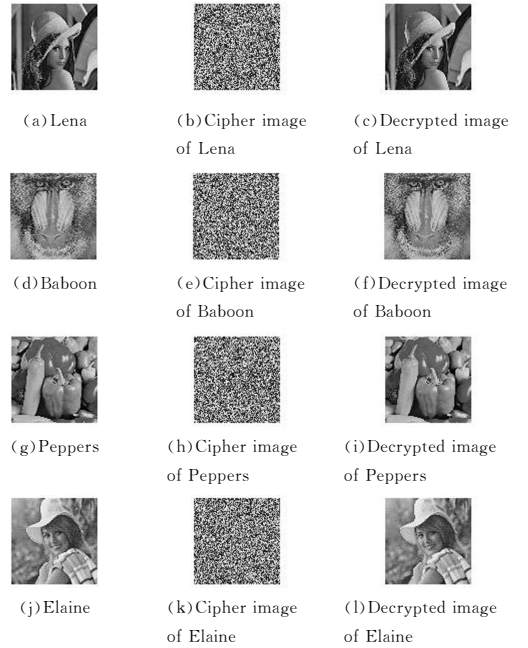 (a)Lena
(b)Cipher image
of Lena
(c)Decrypted image
of Lena
(d)Baboon
(e)Cipher image
of Baboon
(f)Decrypted image
of Baboon
(g)Peppers
(h)Cipher image
of Peppers
(i)Decrypted image
of Peppers
(j)Elaine
(k)Cipher image
of Elaine
(l)Decrypted image
of Elaine